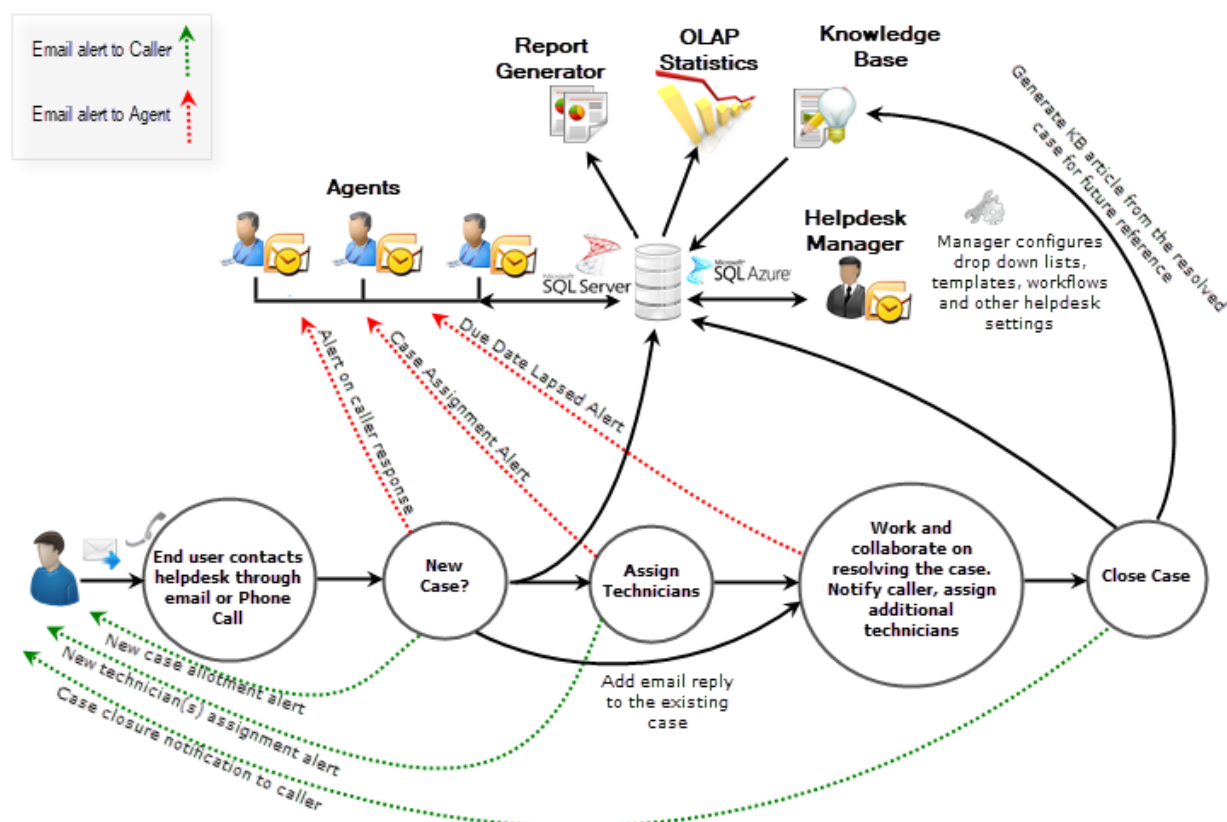 Email alert to Caller
Email alert to Agent
Report
Generator
OLAP
Statistics
Knowledge
Base
Generate KB article from the resolved
case for future reference
Agents
Microsoft
SQL Server
Microsoft
SQL Azure
Helpdesk
Manager
Manager configures
drop down lists,
templates, workflows
and other helpdesk
settings
Alert on caller response
Case Assignment Alert
Due Date Lapsed Alert
End user contacts
helpdesk through
email or Phone
Call
New
Case?
Assign
Technicians
Work and
collaborate on
resolving the case.
Notify caller, assign
additional
technicians
Close Case
New case allotment alert
New technician(s) assignment alert
Case closure notification to caller
Add email reply
to the existing
case